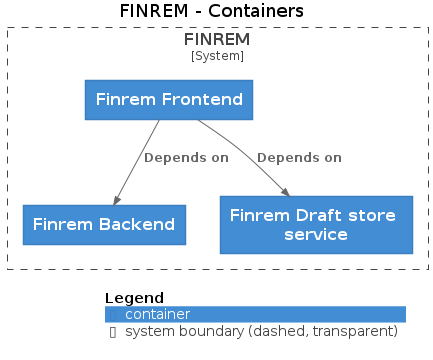 FINREM - Containers
FINREM
[System]
Finrem Frontend
Depends on
Depends on
Finrem Backend
Finrem Draft store
service
Legend
container
system boundary (dashed, transparent)